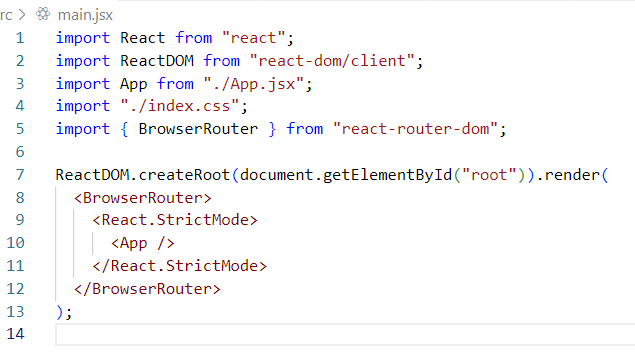 rc > main.jsx
1 import React from "react";
2 import ReactDOM from "react-dom/client";
3 import App from "./App.jsx";
4 import "./index.css";
5 import { BrowserRouter } from "react-router-dom";
6
7 ReactDOM.createRoot(document.getElementById("root")).render(
8   <BrowserRouter>
9     <React.StrictMode>
10       <App />
11     </React.StrictMode>
12   </BrowserRouter>
13 );
14